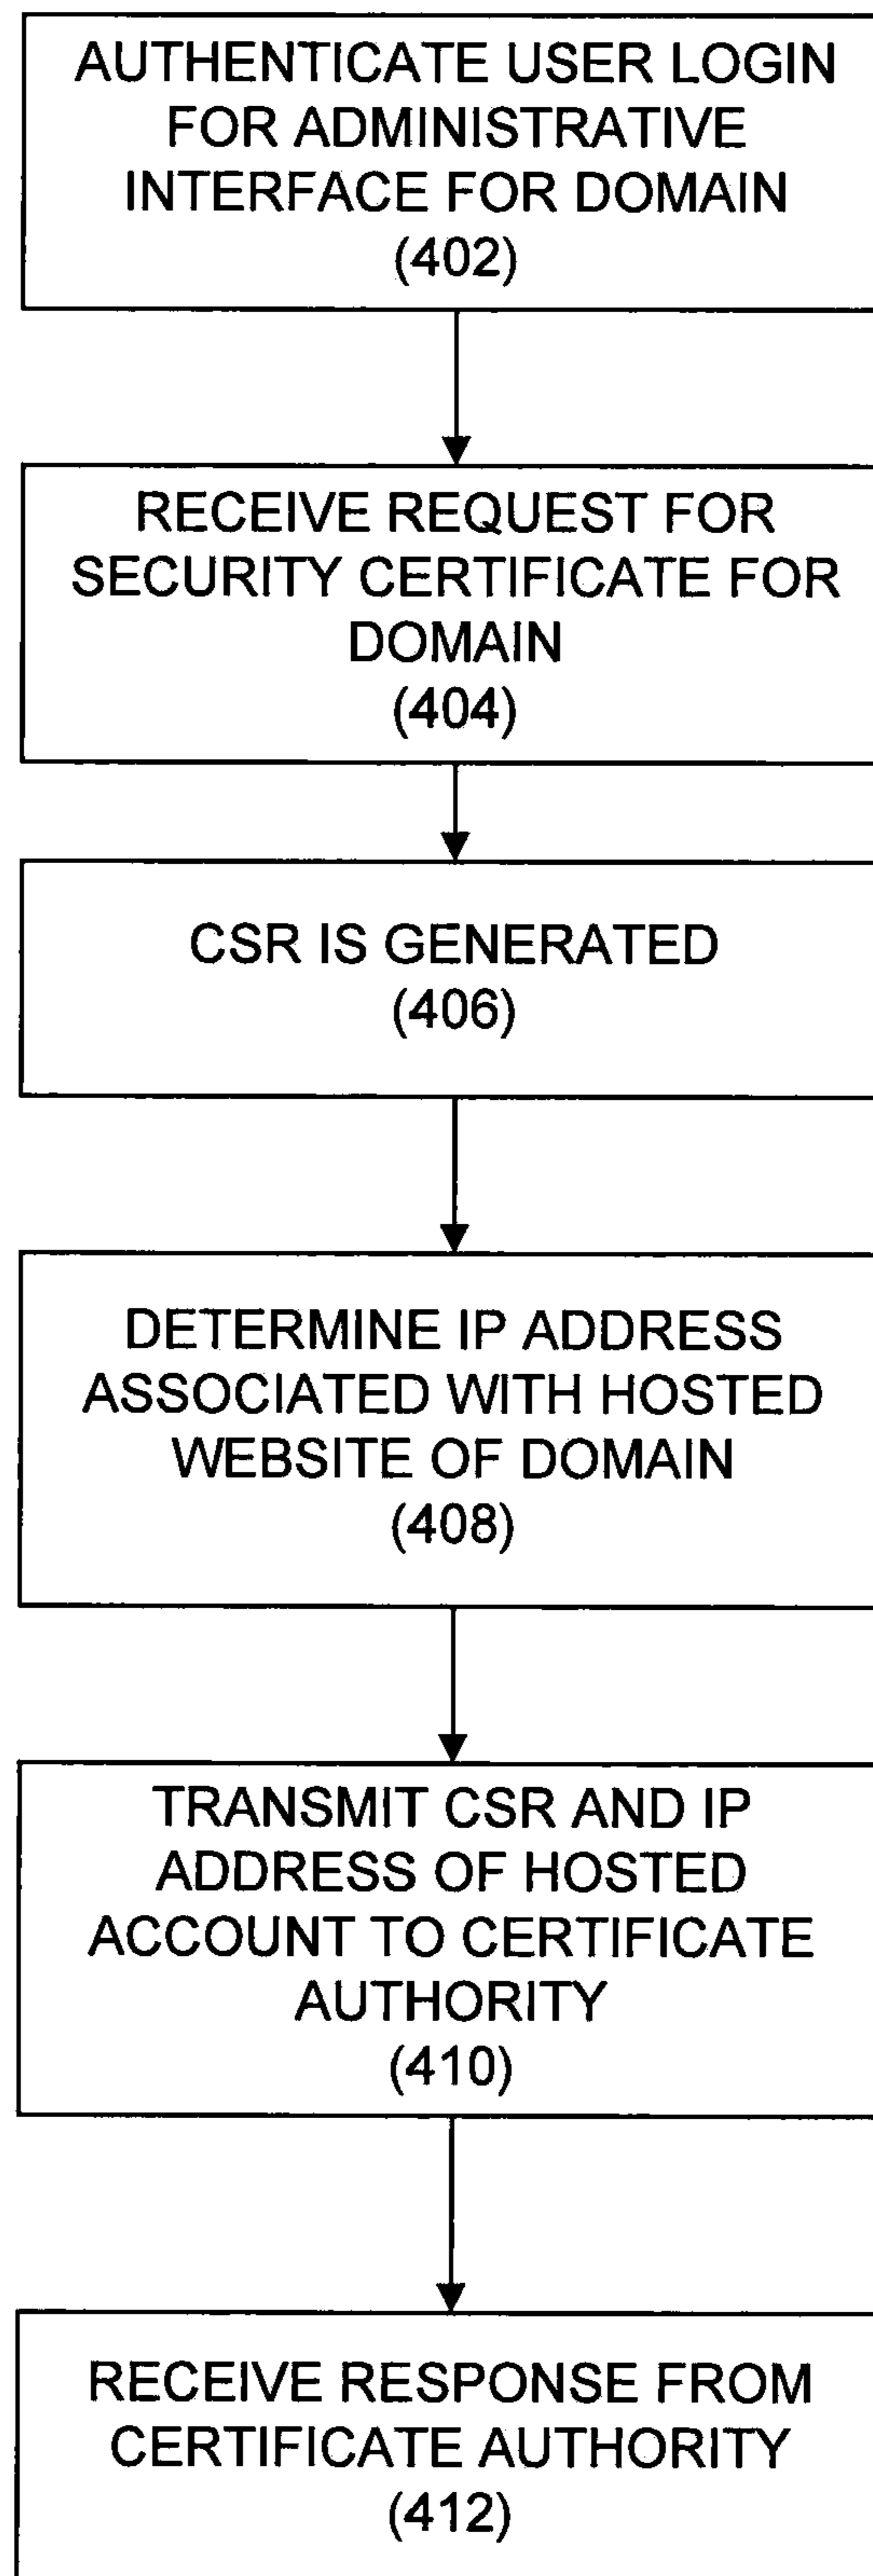 AUTHENTICATE USER LOGIN
FOR ADMINISTRATIVE
INTERFACE FOR DOMAIN
(402)
RECEIVE REQUEST FOR
SECURITY CERTIFICATE FOR
DOMAIN
(404)
CSR IS GENERATED
(406)
DETERMINE IP ADDRESS
ASSOCIATED WITH HOSTED
WEBSITE OF DOMAIN
(408)
TRANSMIT CSR AND IP
ADDRESS OF HOSTED
ACCOUNT TO CERTIFICATE
AUTHORITY
(410)
RECEIVE RESPONSE FROM
CERTIFICATE AUTHORITY
(412)